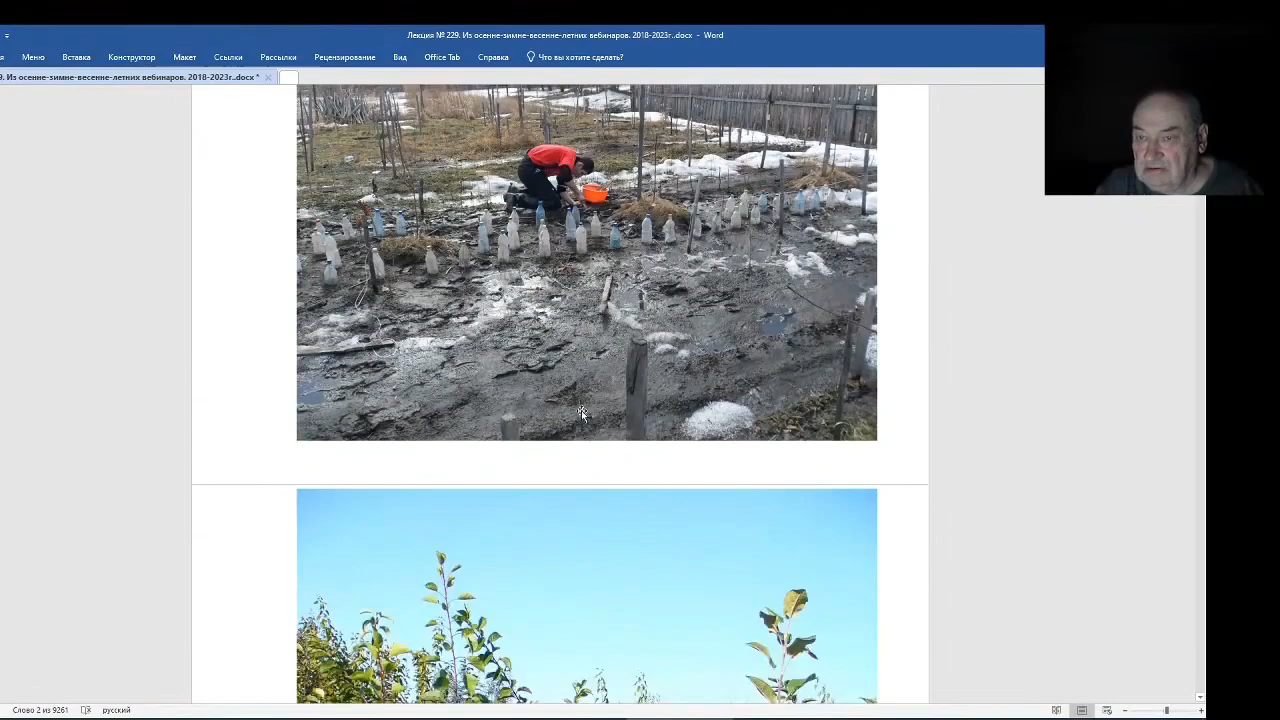 Лекция № 229. Из осенне-зимне-весенне-летних вебинаров. 2018-2023г..docx - Word
Меню Вставка Конструктор Макет Ссылки Рассылки Рецензирование Вид Office Tab Справка Что вы хотите сделать?
9. Из осенне-зимне-весенне-летних вебинаров. 2018-2023г..docx *
Слово 2 из 9261 русский